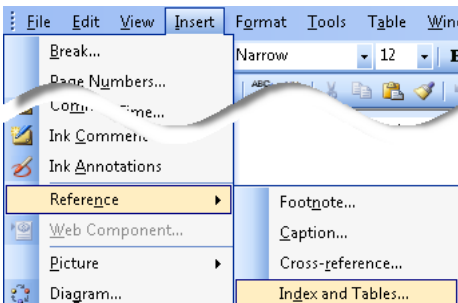 File Edit View Insert Format Tools Table
Break... Narrow 12
Page Numbers...
Ink Comment
Ink Annotations
Reference Footnote...
Web Component... Caption...
Picture Cross-reference...
Diagram... Index and Tables...